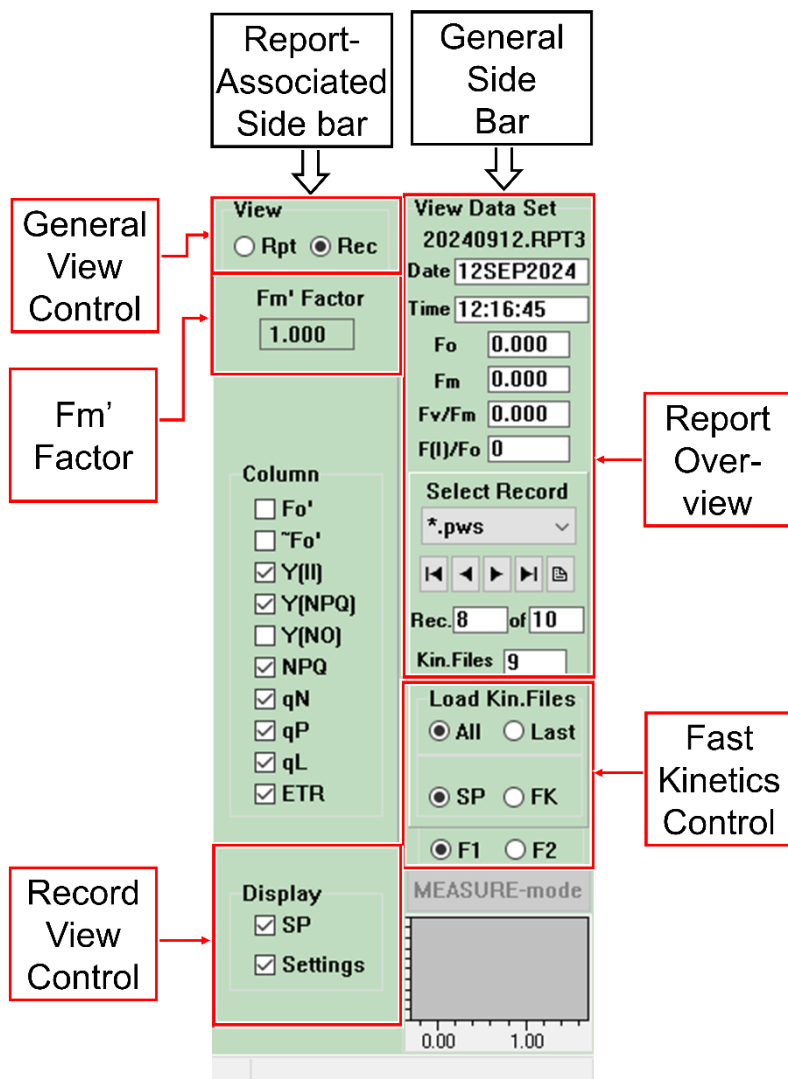 Report-
Associated
Side bar
General
Side
Bar
General
View
Control
Fm'
Factor
Record
View
Control
View
Rpt Rec
Fm' Factor
1.000
Column
Fo'
~Fo'
Y(II)
Y(NPQ)
Y(NO)
NPQ
qN
qP
qL
ETR
Display
SP
Settings
View Data Set
20240912.RPT3
Date 12SEP2024
Time 12:16:45
Fo 0.000
Fm 0.000
Fv/Fm 0.000
F(I)/Fo 0
Select Record
*.pws
Rec. 8 of 10
Kin.Files 9
Load Kin.Files
All Last
SP FK
F1 F2
MEASURE-mode
0.00 1.00
Report
Over-
view
Fast
Kinetics
Control